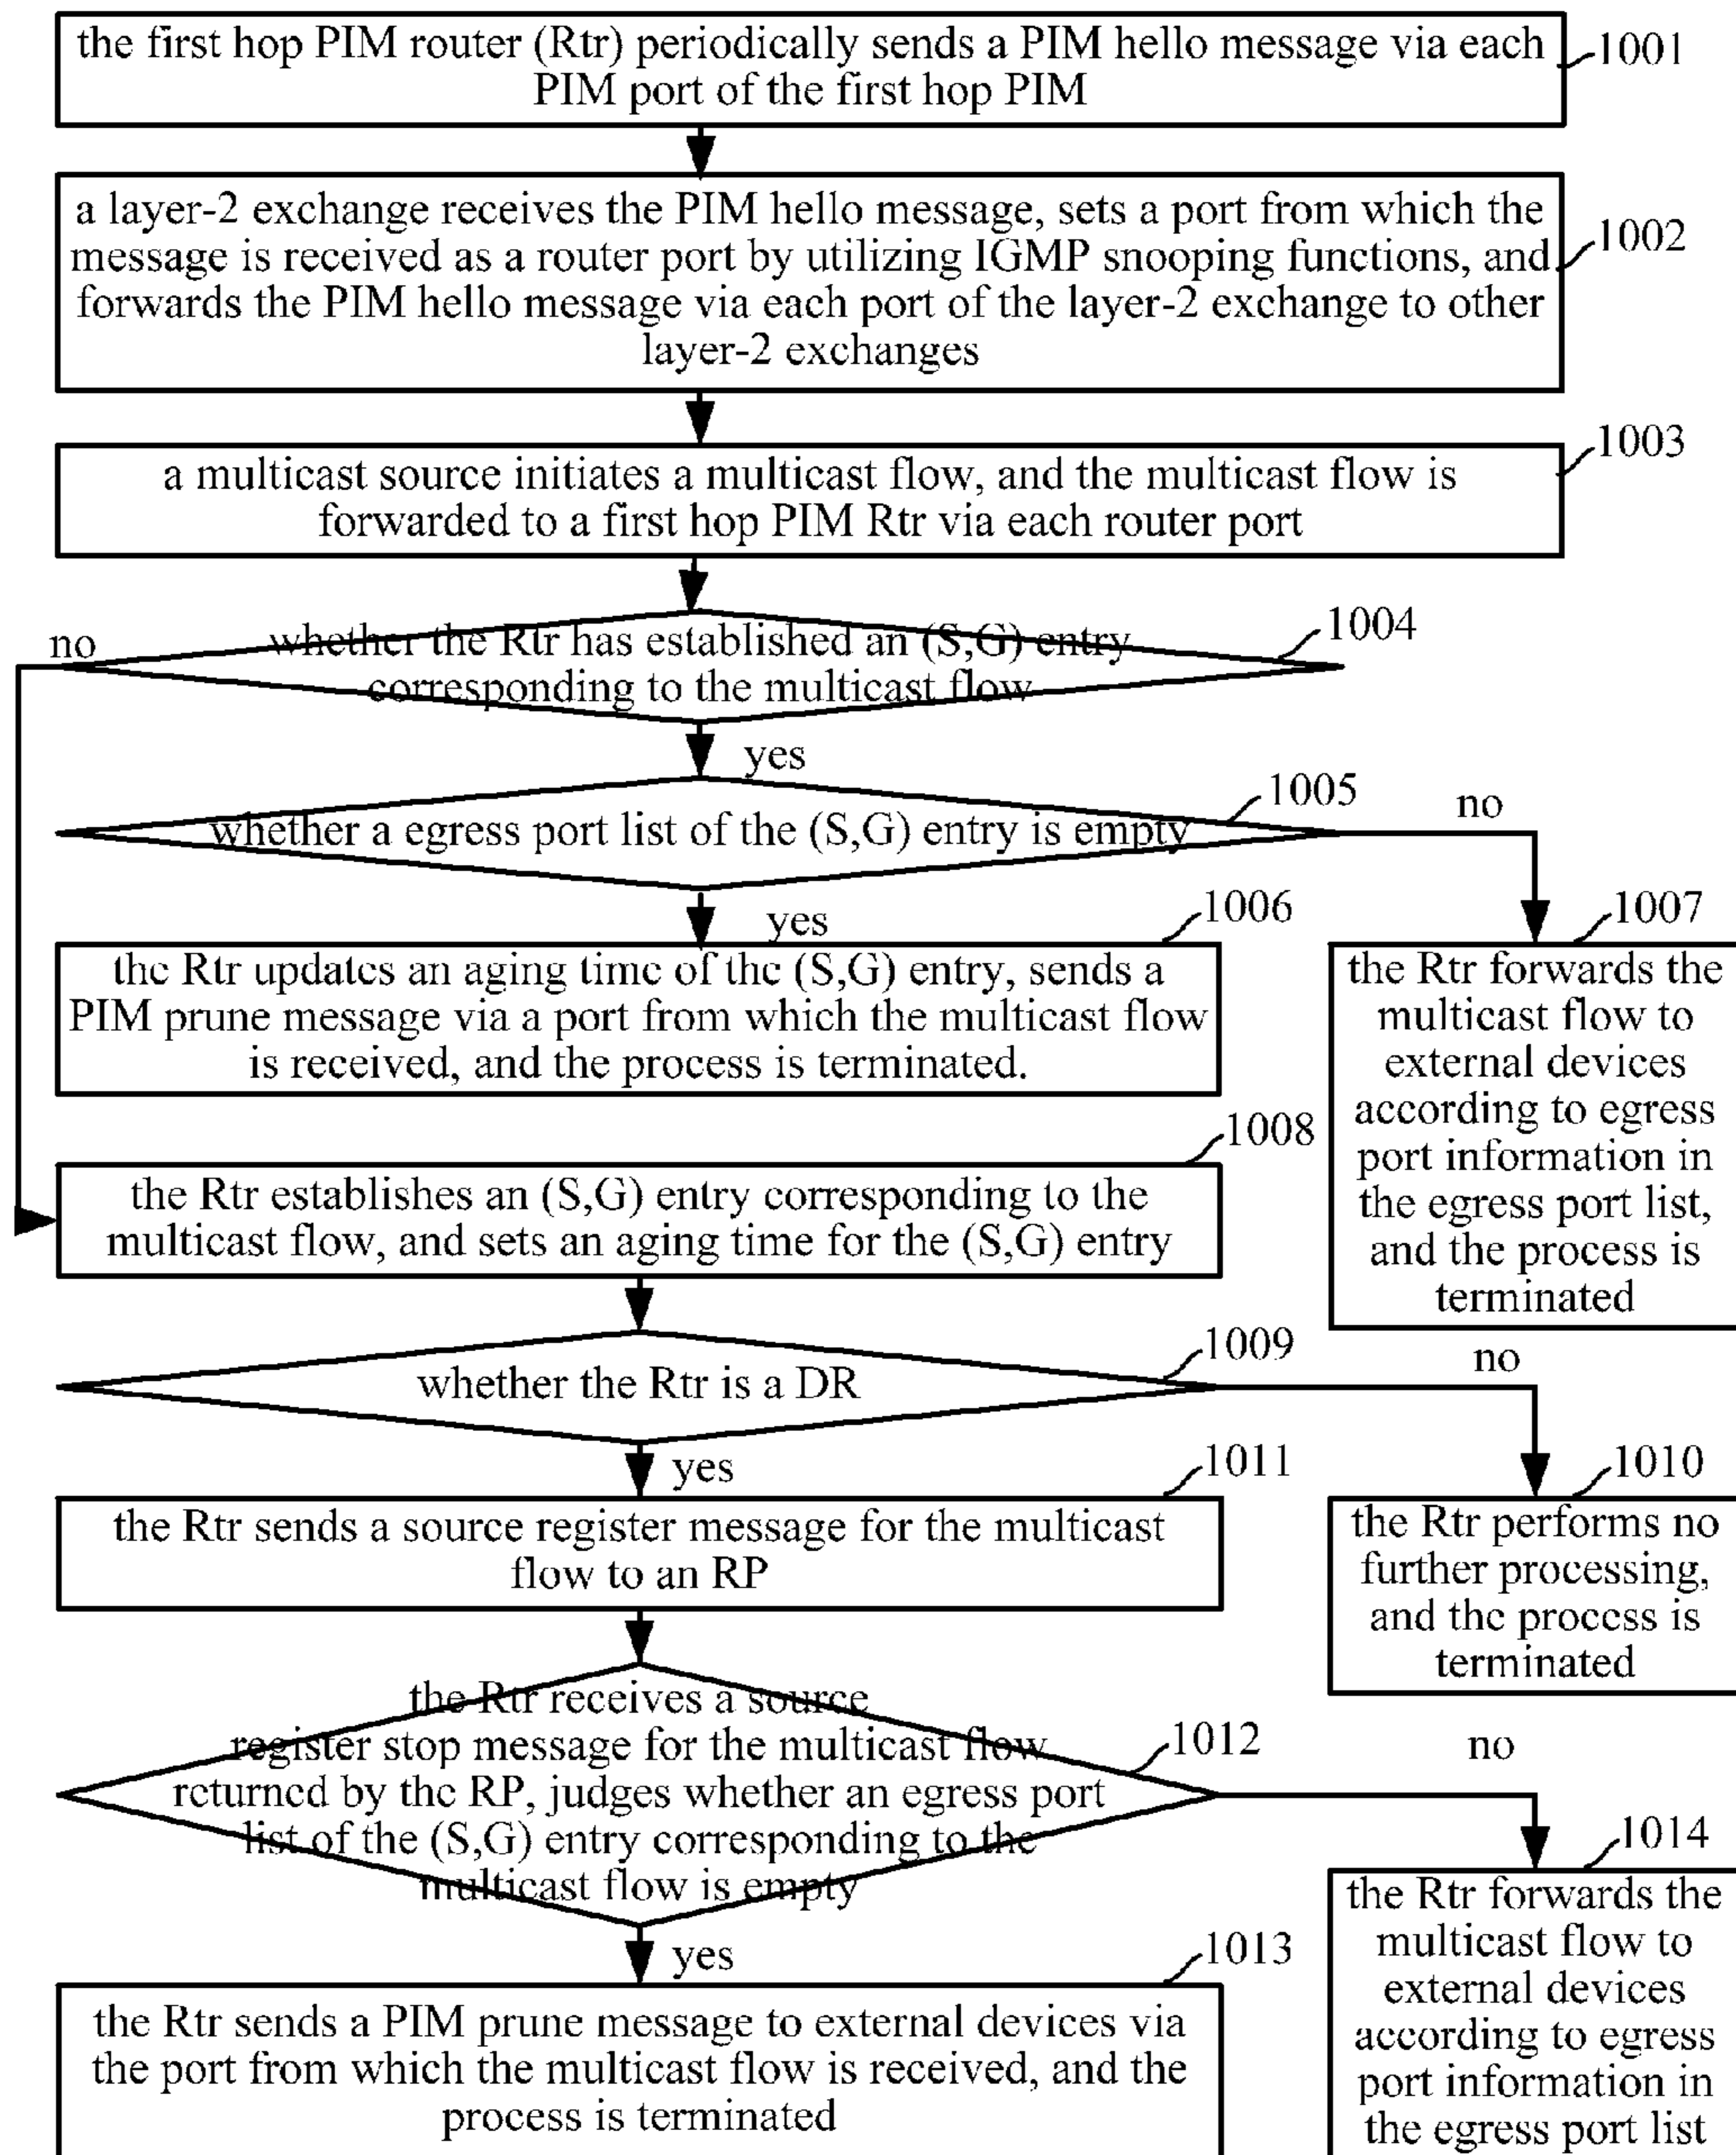 the first hop PIM router (Rtr) periodically sends a PIM hello message via each
PIM port of the first hop PIM
1001
a layer-2 exchange receives the PIM hello message, sets a port from which the
message is received as a router port by utilizing IGMP snooping functions, and
forwards the PIM hello message via each port of the layer-2 exchange to other
layer-2 exchanges
1002
a multicast source initiates a multicast flow, and the multicast flow is
forwarded to a first hop PIM Rtr via each router port
1003
no
whether the Rtr has established an (S,G) entry
corresponding to the multicast flow
1004
yes
whether a egress port list of the (S,G) entry is empty
1005
no
yes
1006
the Rtr updates an aging time of the (S,G) entry, sends a
PIM prune message via a port from which the multicast flow
is received, and the process is terminated.
1007
the Rtr forwards the
multicast flow to
external devices
according to egress
port information in
the egress port list,
and the process is
terminated
1008
the Rtr establishes an (S,G) entry corresponding to the
multicast flow, and sets an aging time for the (S,G) entry
whether the Rtr is a DR
1009
no
yes
1010
the Rtr performs no
further processing,
and the process is
terminated
1011
the Rtr sends a source register message for the multicast
flow to an RP
the Rtr receives a source
register stop message for the multicast flow
returned by the RP, judges whether an egress port
list of the (S,G) entry corresponding to the
multicast flow is empty
1012
no
yes
1013
the Rtr sends a PIM prune message to external devices via
the port from which the multicast flow is received, and the
process is terminated
1014
the Rtr forwards the
multicast flow to
external devices
according to egress
port information in
the egress port list